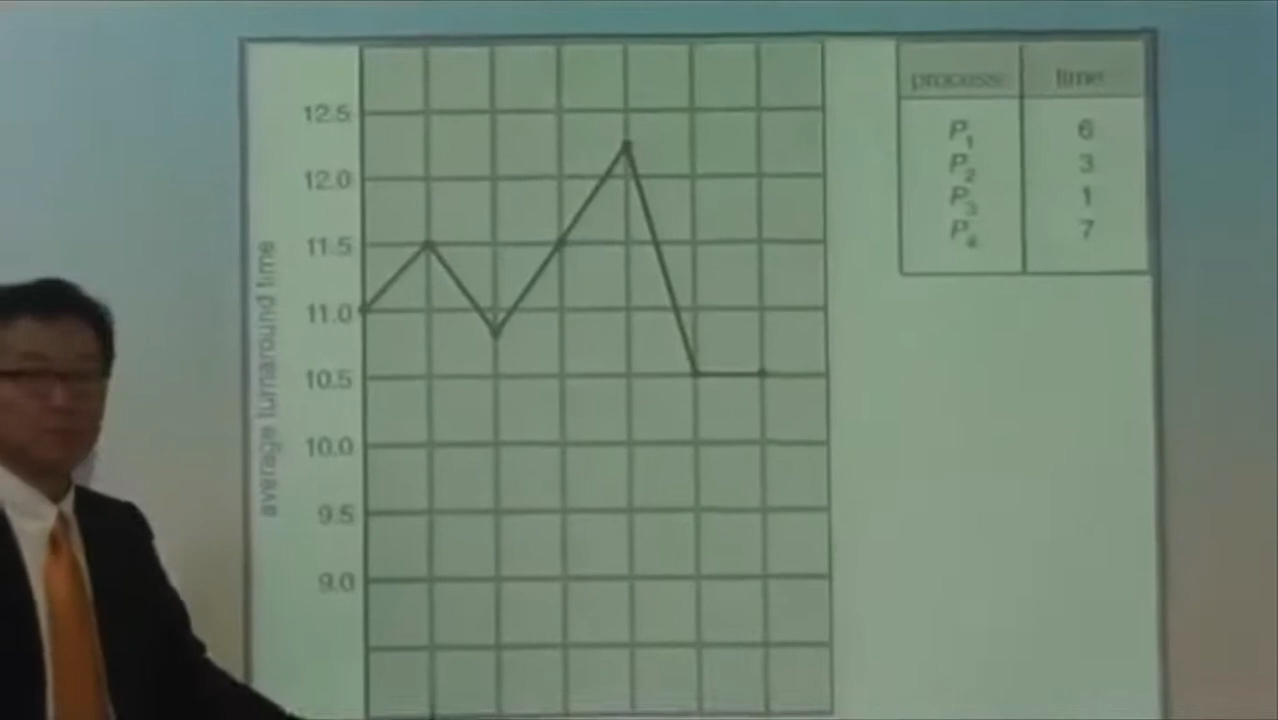 12.5
12.0
11.5
11.0
10.5
10.0
9.5
9.0
average turnaround time
process time
P1 6
P2 3
P3 1
P4 7